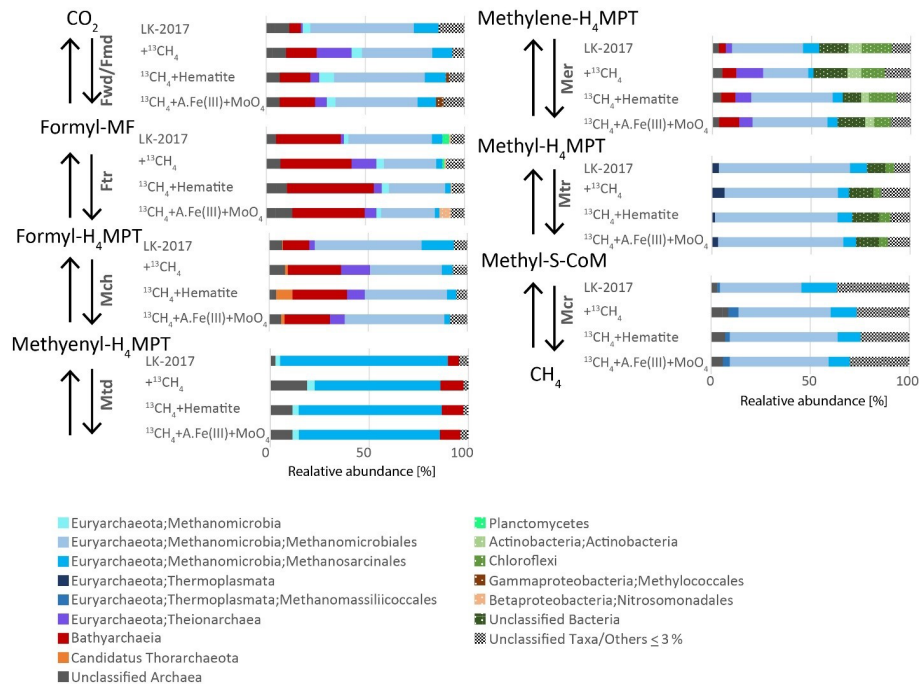 CO2
LK-2017
+13CH4
13CH4+Hematite
13CH4+A.Fe(III)+MoO4
Fwd/Fmd
Formyl-MF
LK-2017
+13CH4
13CH4+Hematite
13CH4+A.Fe(III)+MoO4
Ftr
Formyl-H4MPT
LK-2017
+13CH4
13CH4+Hematite
13CH4+A.Fe(III)+MoO4
Mch
Methyenyl-H4MPT
LK-2017
+13CH4
13CH4+Hematite
13CH4+A.Fe(III)+MoO4
Mtd
0 50 100
Realative abundance [%]
Methylene-H4MPT
LK-2017
+13CH4
13CH4+Hematite
13CH4+A.Fe(III)+MoO4
Mer
Methyl-H4MPT
LK-2017
+13CH4
13CH4+Hematite
13CH4+A.Fe(III)+MoO4
Mtr
Methyl-S-CoM
LK-2017
+13CH4
13CH4+Hematite
13CH4+A.Fe(III)+MoO4
Mcr
CH4
0 50 100
Realative abundance [%]
Euryarchaeota;Methanomicrobia
Euryarchaeota;Methanomicrobia;Methanomicrobiales
Euryarchaeota;Methanomicrobia;Methanosarcinales
Euryarchaeota;Thermoplasmata
Euryarchaeota;Thermoplasmata;Methanomassiliicoccales
Euryarchaeota;Theionarchaea
Bathyarchaeia
Candidatus Thorarchaeota
Unclassified Archaea
Planctomycetes
Actinobacteria;Actinobacteria
Chloroflexi
Gammaproteobacteria;Methylococcales
Betaproteobacteria;Nitrosomonadales
Unclassified Bacteria
Unclassified Taxa/Others ≤ 3 %